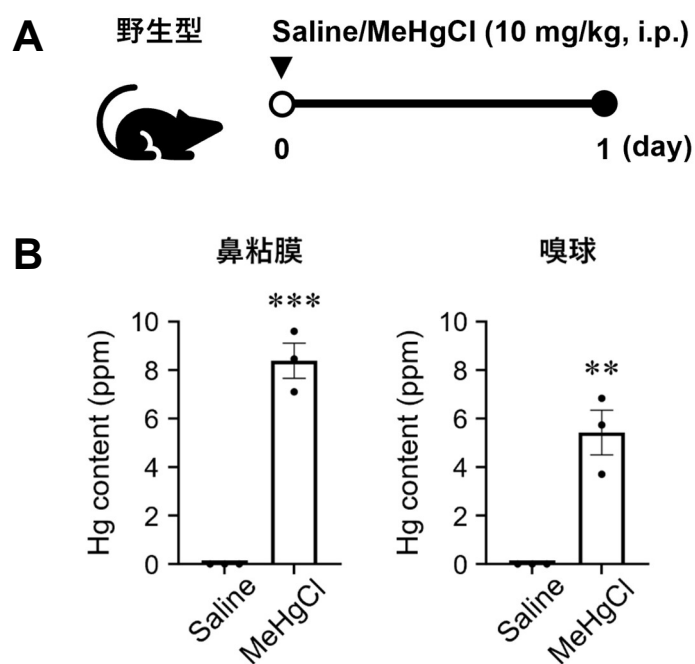 A
野生型
Saline/MeHgCl (10 mg/kg, i.p.)
0
1 (day)
B
鼻粘膜
嗅球
***
**
Hg content (ppm)
10
8
6
4
2
0
Saline
MeHgCl
Hg content (ppm)
10
8
6
4
2
0
Saline
MeHgCl